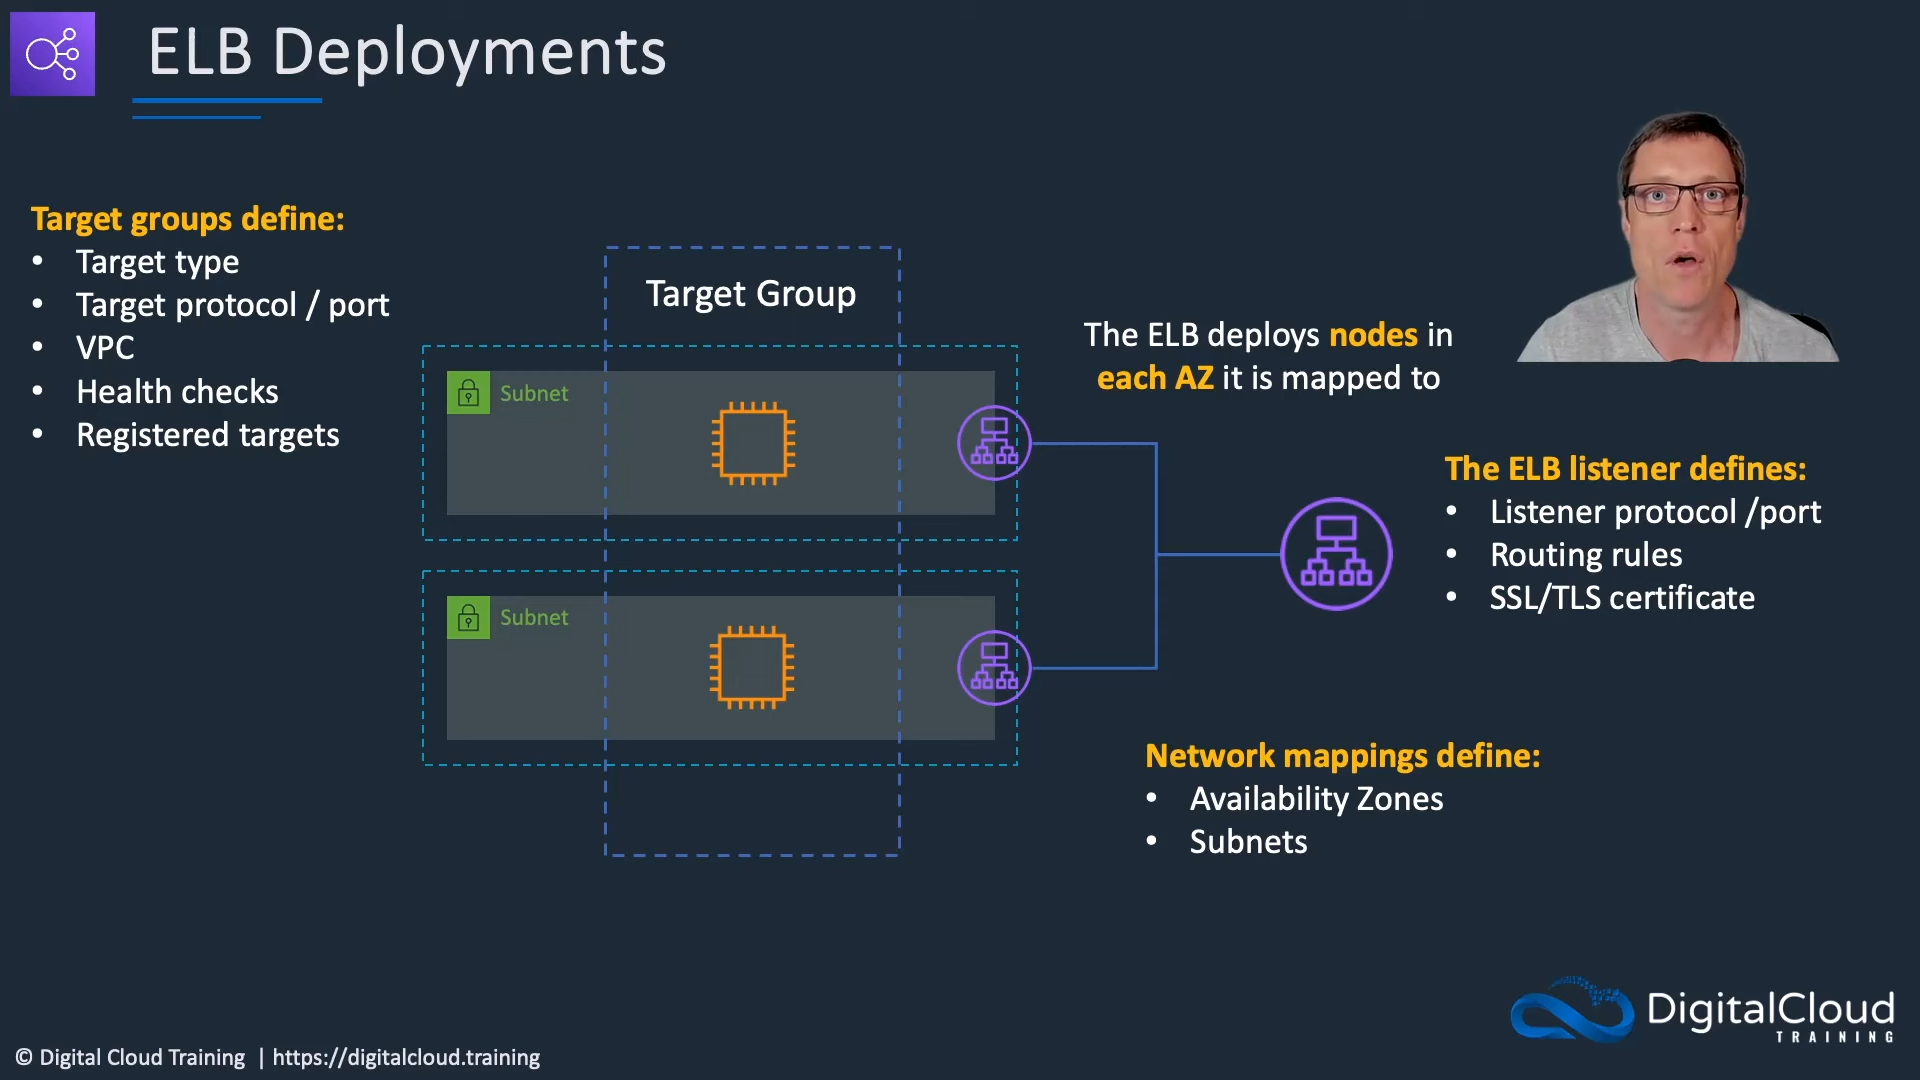 ELB Deployments
Target groups define:
• Target type
• Target protocol / port
• VPC
• Health checks
• Registered targets
Target Group
Subnet
Subnet
The ELB deploys nodes in
each AZ it is mapped to
The ELB listener defines:
• Listener protocol /port
• Routing rules
• SSL/TLS certificate
Network mappings define:
• Availability Zones
• Subnets
DigitalCloud
TRAINING
© Digital Cloud Training | https://digitalcloud.training